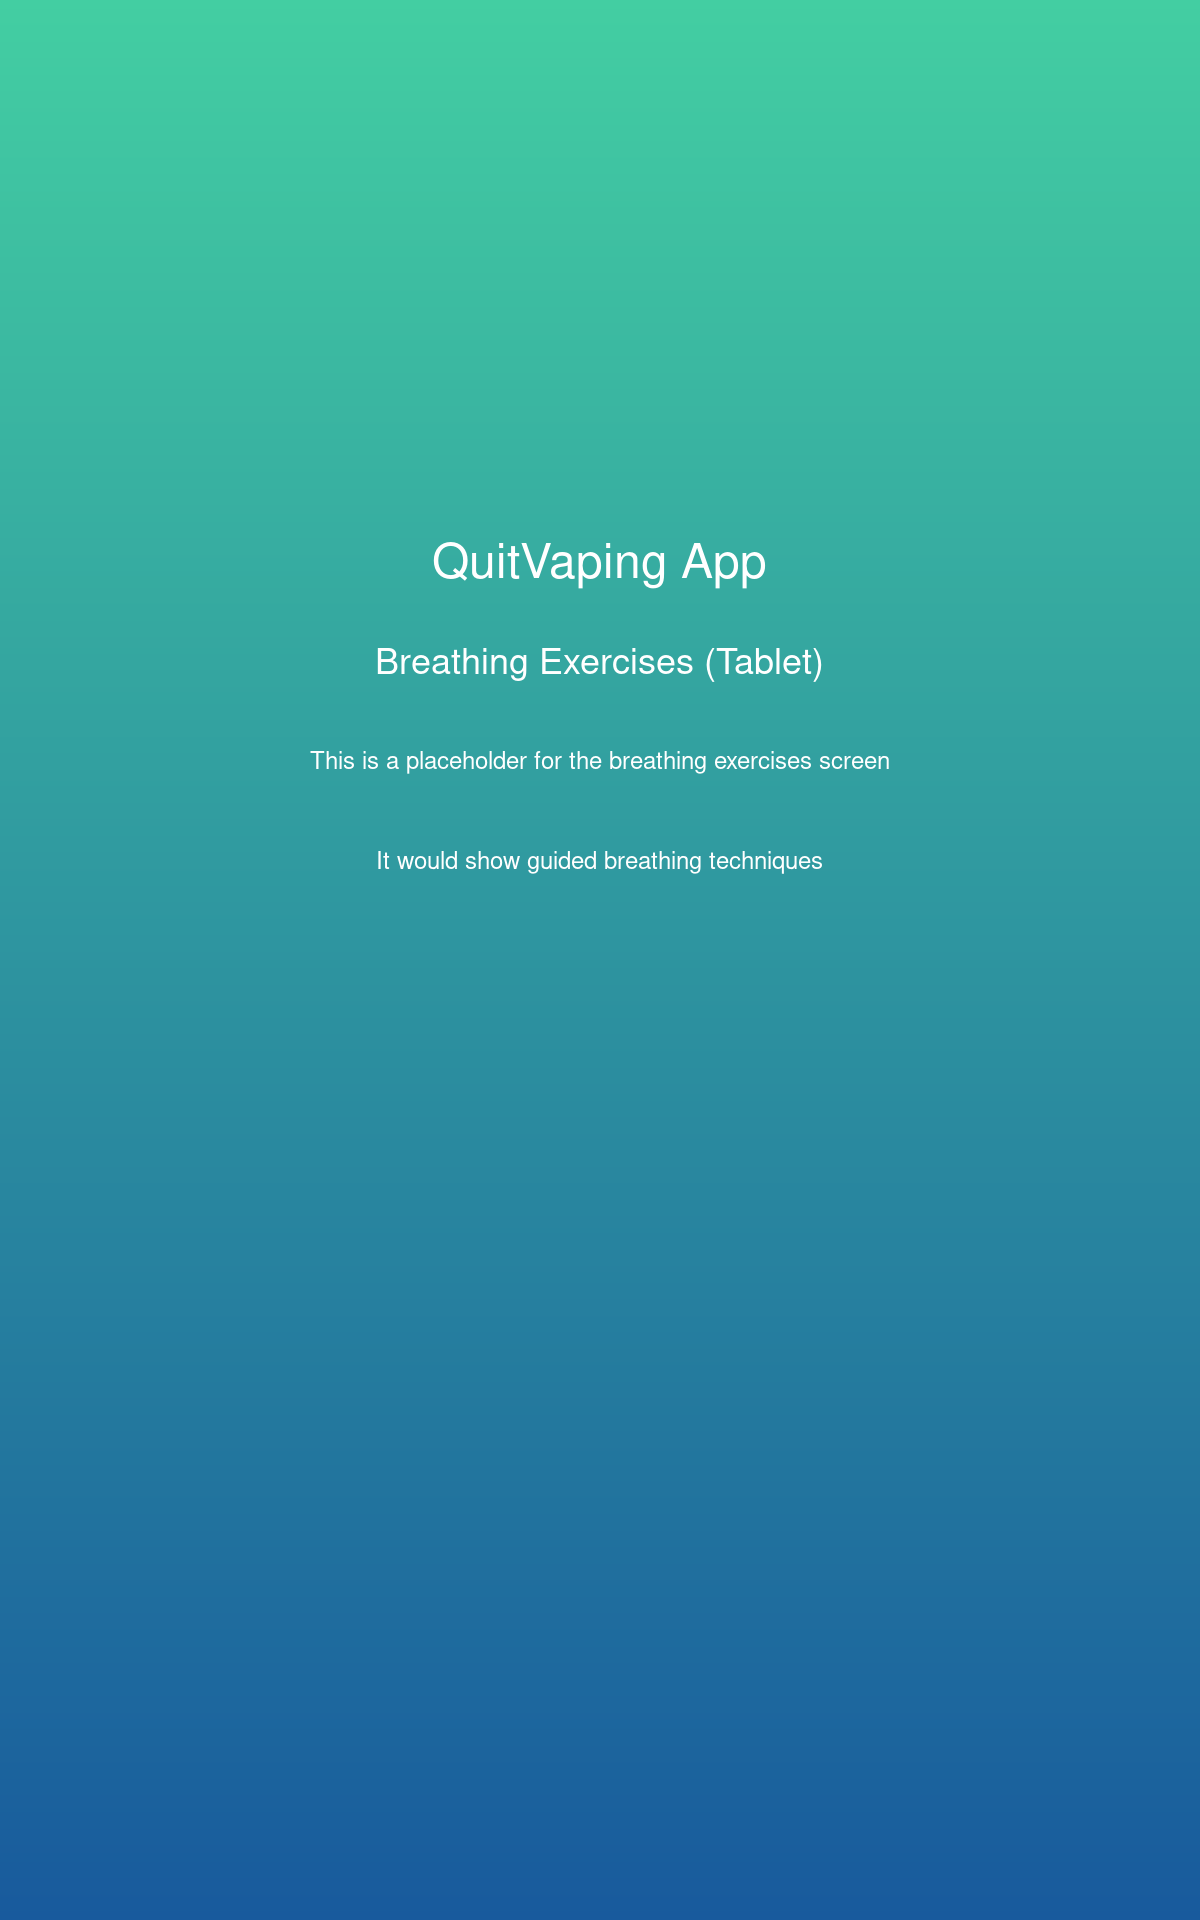 QuitVaping App
Breathing Exercises (Tablet)
This is a placeholder for the breathing exercises screen
It would show guided breathing techniques